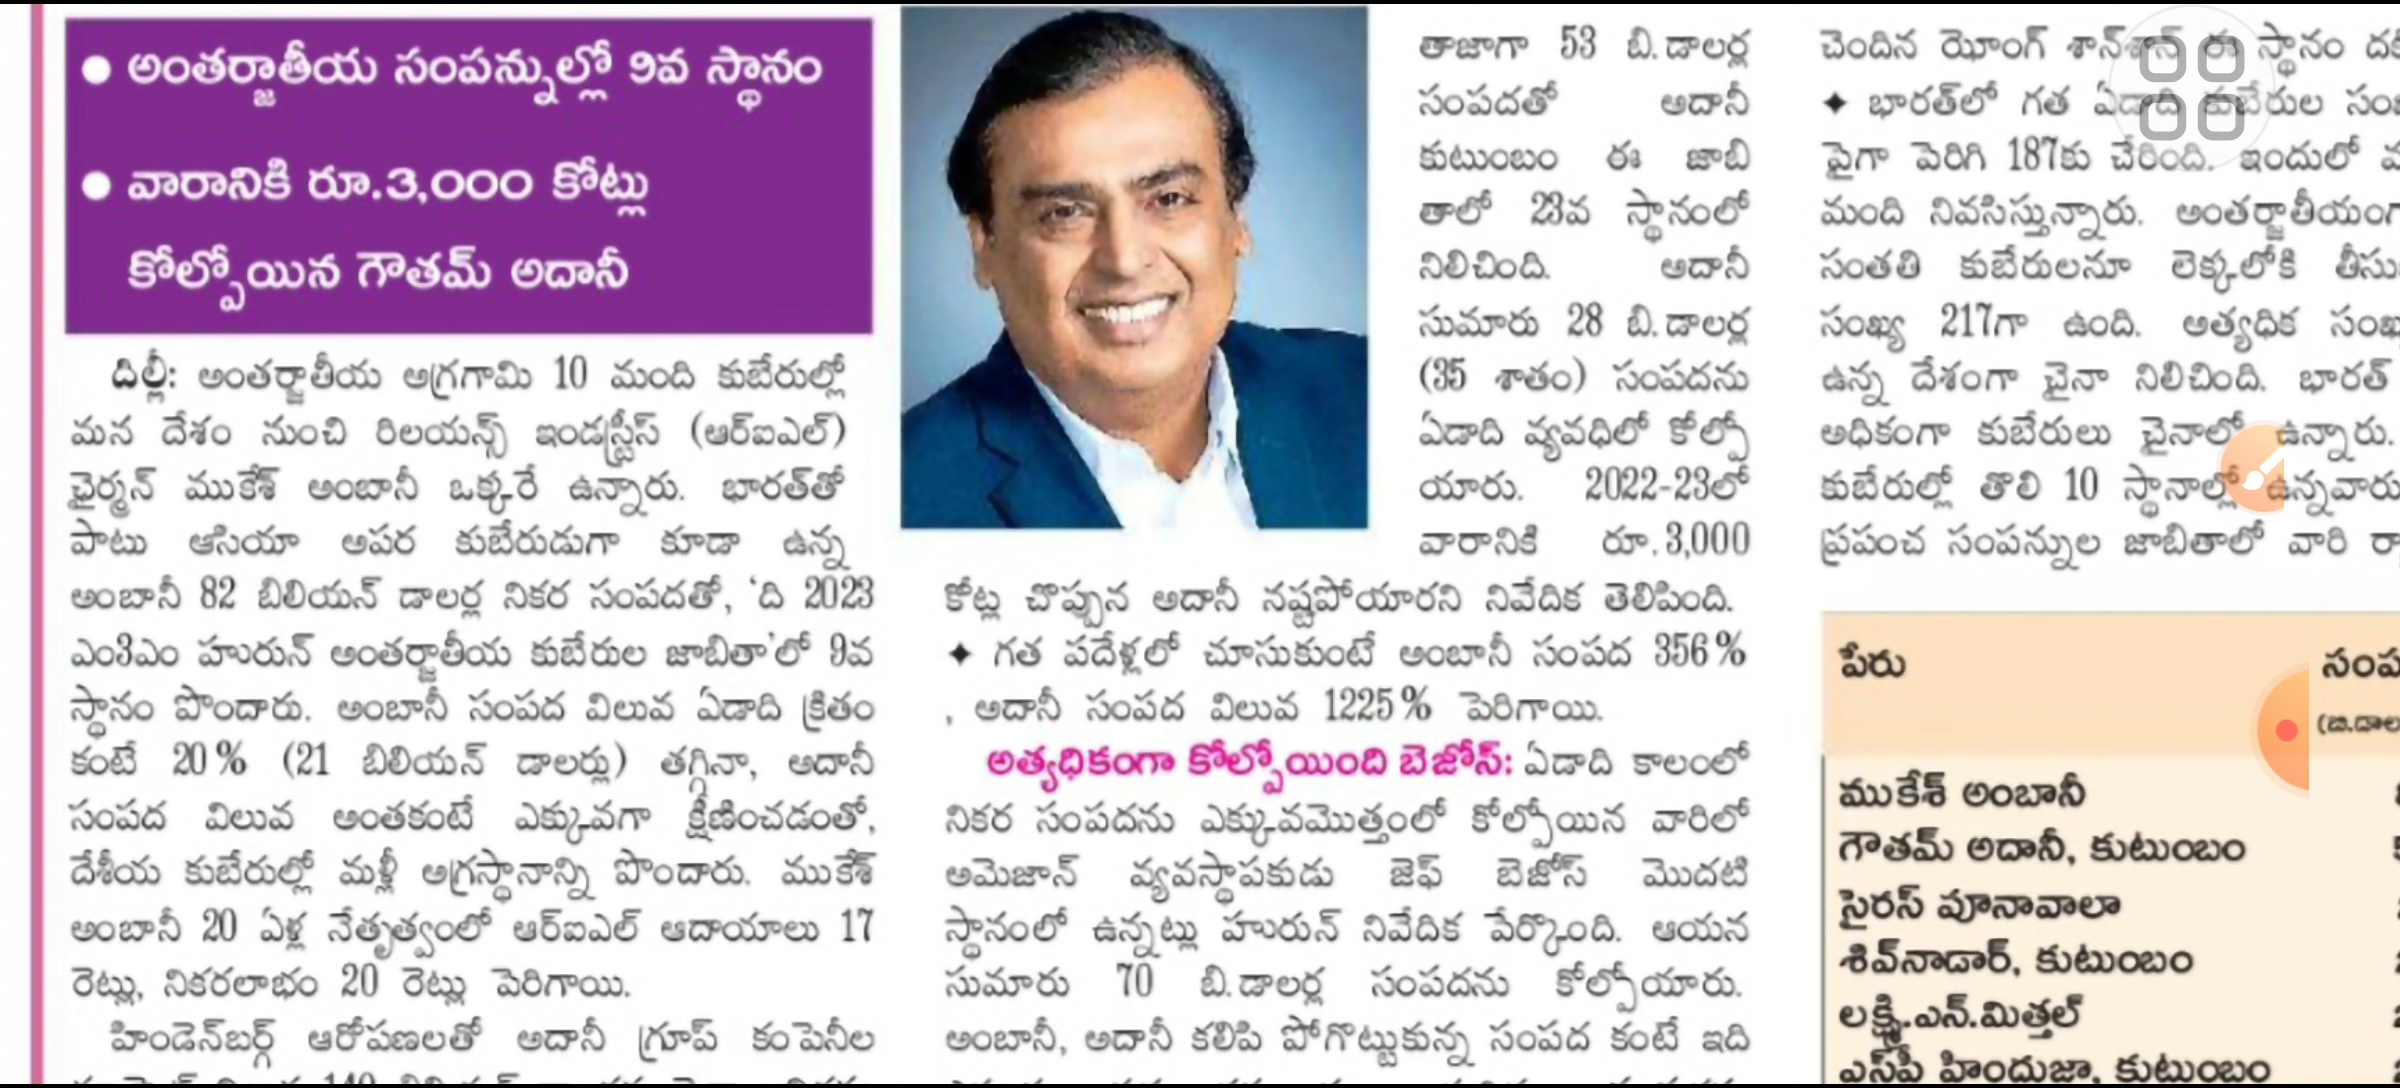 ● అంతర్జాతీయ సంపన్నుల్లో 9వ స్థానం
● వారానికి రూ.3,000 కోట్లు
కోల్పోయిన గౌతమ్ అదానీ
దిల్లీ: అంతర్జాతీయ అగ్రగామి 10 మంది కుబేరుల్లో
మన దేశం నుంచి రిలయన్స్ ఇండస్ట్రీస్ (ఆర్ఐఎల్)
ఛైర్మన్ ముకేశ్ అంబానీ ఒక్కరే ఉన్నారు. భారత్‌తో
పాటు ఆసియా అపర కుబేరుడుగా కూడా ఉన్న
అంబానీ 82 బిలియన్ డాలర్ల నికర సంపదతో, 'ది 2023
ఎం3ఎం హురున్ అంతర్జాతీయ కుబేరుల జాబితా'లో 9వ
స్థానం పొందారు. అంబానీ సంపద విలువ ఏడాది క్రితం
కంటే 20% (21 బిలియన్ డాలర్లు) తగ్గినా, అదానీ
సంపద విలువ అంతకంటే ఎక్కువగా క్షీణించడంతో,
దేశీయ కుబేరుల్లో మళ్లీ అగ్రస్థానాన్ని పొందారు. ముకేశ్
అంబానీ 20 ఏళ్ల నేతృత్వంలో ఆర్ఐఎల్ ఆదాయాలు 17
రెట్లు, నికరలాభం 20 రెట్లు పెరిగాయి.
హిండెన్‌బర్గ్ ఆరోపణలతో అదానీ గ్రూప్ కంపెనీల
తాజాగా 53 బి.డాలర్ల
సంపదతో అదానీ
కుటుంబం ఈ జాబి
తాలో 23వ స్థానంలో
నిలిచింది. అదానీ
సుమారు 28 బి.డాలర్ల
(35 శాతం) సంపదను
ఏడాది వ్యవధిలో కోల్పో
యారు. 2022-23లో
వారానికి రూ.3,000
కోట్ల చొప్పున అదానీ నష్టపోయారని నివేదిక తెలిపింది.
✦ గత పదేళ్లలో చూసుకుంటే అంబానీ సంపద 356%
, అదానీ సంపద విలువ 1225% పెరిగాయి.
అత్యధికంగా కోల్పోయింది బెజోస్: ఏడాది కాలంలో
నికర సంపదను ఎక్కువమొత్తంలో కోల్పోయిన వారిలో
అమెజాన్ వ్యవస్థాపకుడు జెఫ్ బెజోస్ మొదటి
స్థానంలో ఉన్నట్లు హురున్ నివేదిక పేర్కొంది. ఆయన
సుమారు 70 బి.డాలర్ల సంపదను కోల్పోయారు.
అంబానీ, అదానీ కలిపి పోగొట్టుకున్న సంపద కంటే ఇది
చెందిన ఝోంగ్ శాన్‌శాన్ ఈ స్థానం
✦ భారత్‌లో గత ఏడాది కుబేరుల
పైగా పెరిగి 187కు చేరింది. ఇందులో
మంది నివసిస్తున్నారు. అంతర్జాతీయంగా
సంతతి కుబేరులనూ లెక్కలోకి
సంఖ్య 217గా ఉంది. అత్యధిక
ఉన్న దేశంగా చైనా నిలిచింది. భారత్
అధికంగా కుబేరులు చైనాలో ఉన్నారు.
కుబేరుల్లో తొలి 10 స్థానాల్లో ఉన్నవారు
ప్రపంచ సంపన్నుల జాబితాలో వారి
పేరు
ముకేశ్ అంబానీ
గౌతమ్ అదానీ, కుటుంబం
సైరస్ పూనావాలా
శివ్‌నాడార్, కుటుంబం
లక్ష్మి.ఎన్.మిత్తల్
ఎస్‌పీ హిందుజా, కుటుంబం